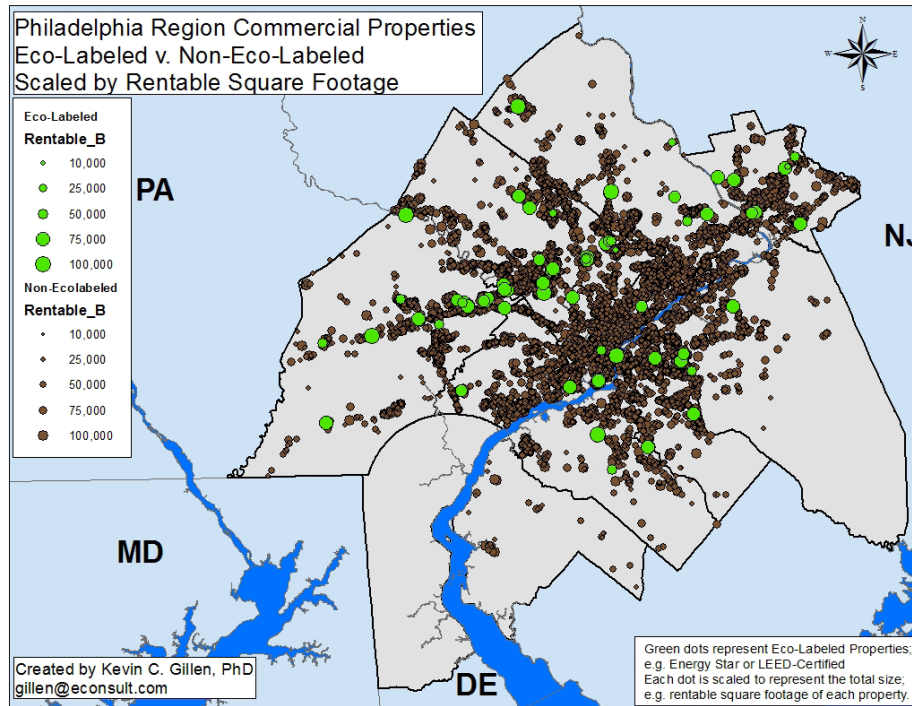 Philadelphia Region Commercial Properties
Eco-Labeled v. Non-Eco-Labeled
Scaled by Rentable Square Footage
N
W
E
S
Eco-Labeled
Rentable_B
10,000
25,000
50,000
75,000
100,000
Non-Ecolabeled
Rentable_B
10,000
25,000
50,000
75,000
100,000
PA
NJ
MD
DE
Created by Kevin C. Gillen, PhD
gillen@econsult.com
Green dots represent Eco-Labeled Properties;
e.g. Energy Star or LEED-Certified
Each dot is scaled to represent the total size;
e.g. rentable square footage of each property.